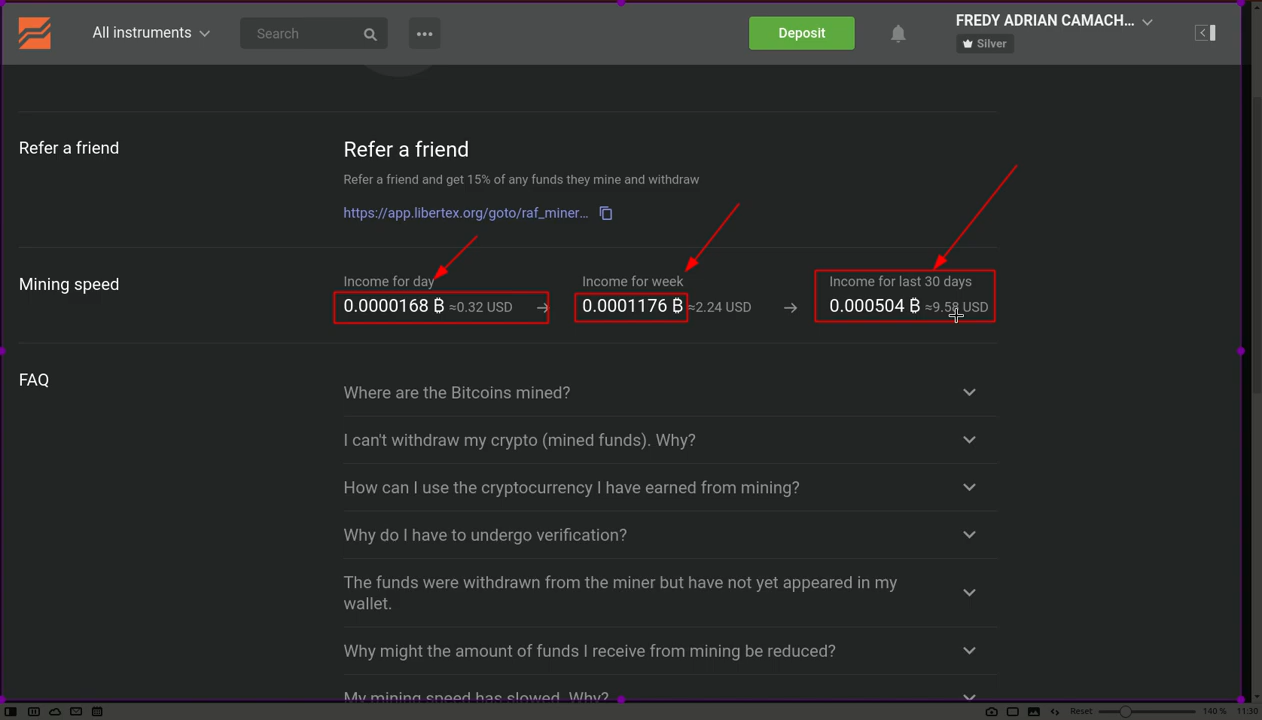 All instruments
Search
Deposit
FREDY ADRIAN CAMACH...
Silver
Refer a friend
Refer a friend
Refer a friend and get 15% of any funds they mine and withdraw
https://app.libertex.org/goto/raf_miner...
Mining speed
Income for day
0.0000168 ₿ ≈0.32 USD
Income for week
0.0001176 ₿ ≈2.24 USD
Income for last 30 days
0.000504 ₿ ≈9.58 USD
FAQ
Where are the Bitcoins mined?
I can't withdraw my crypto (mined funds). Why?
How can I use the cryptocurrency I have earned from mining?
Why do I have to undergo verification?
The funds were withdrawn from the miner but have not yet appeared in my
wallet.
Why might the amount of funds I receive from mining be reduced?
My mining speed has slowed. Why?
Reset 140 % 11:30